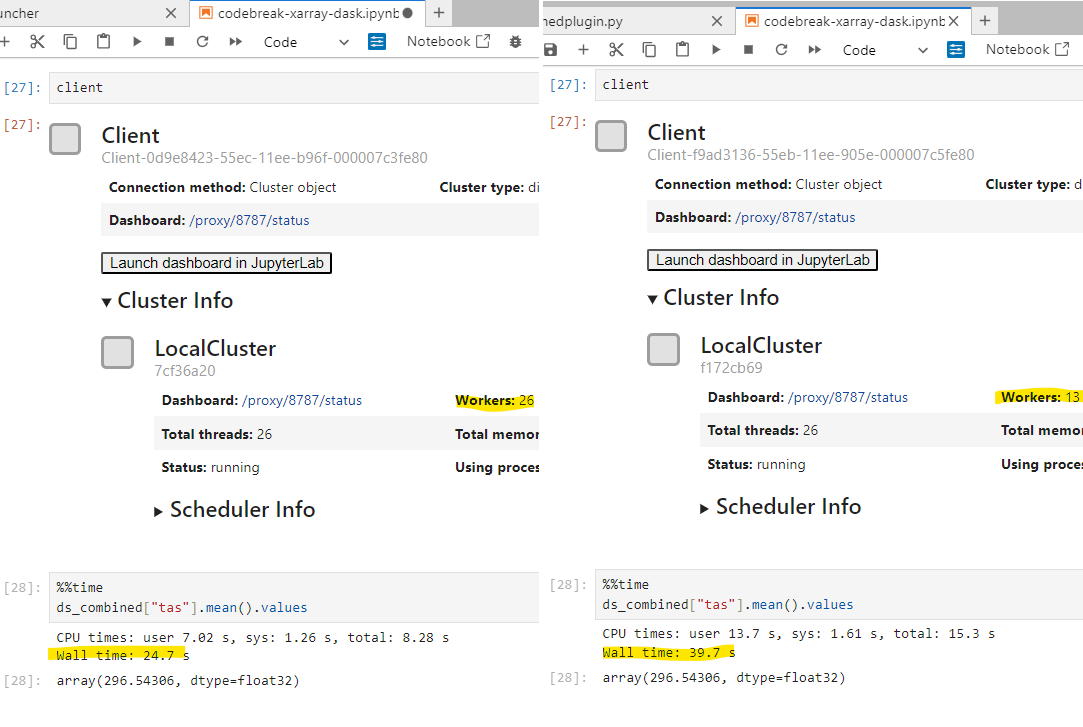 uncher
codebreak-xarray-dask.ipynb
Code
Notebook
[27]:
client
[27]:
Client
Client-0d9e8423-55ec-11ee-b96f-000007c3fe80
Connection method: Cluster object
Cluster type: di
Dashboard: /proxy/8787/status
Launch dashboard in JupyterLab
Cluster Info
LocalCluster
7cf36a20
Dashboard: /proxy/8787/status
Workers: 26
Total threads: 26
Total memor
Status: running
Using proces
Scheduler Info
[28]:
%%time
ds_combined["tas"].mean().values
CPU times: user 7.02 s, sys: 1.26 s, total: 8.28 s
Wall time: 24.7 s
[28]:
array(296.54306, dtype=float32)
nedplugin.py
codebreak-xarray-dask.ipynb
Code
Notebook
[27]:
client
[27]:
Client
Client-f9ad3136-55eb-11ee-905e-000007c5fe80
Connection method: Cluster object
Cluster type: d
Dashboard: /proxy/8787/status
Launch dashboard in JupyterLab
Cluster Info
LocalCluster
f172cb69
Dashboard: /proxy/8787/status
Workers: 13
Total threads: 26
Total memor
Status: running
Using proces
Scheduler Info
[28]:
%%time
ds_combined["tas"].mean().values
CPU times: user 13.7 s, sys: 1.61 s, total: 15.3 s
Wall time: 39.7 s
[28]:
array(296.54306, dtype=float32)